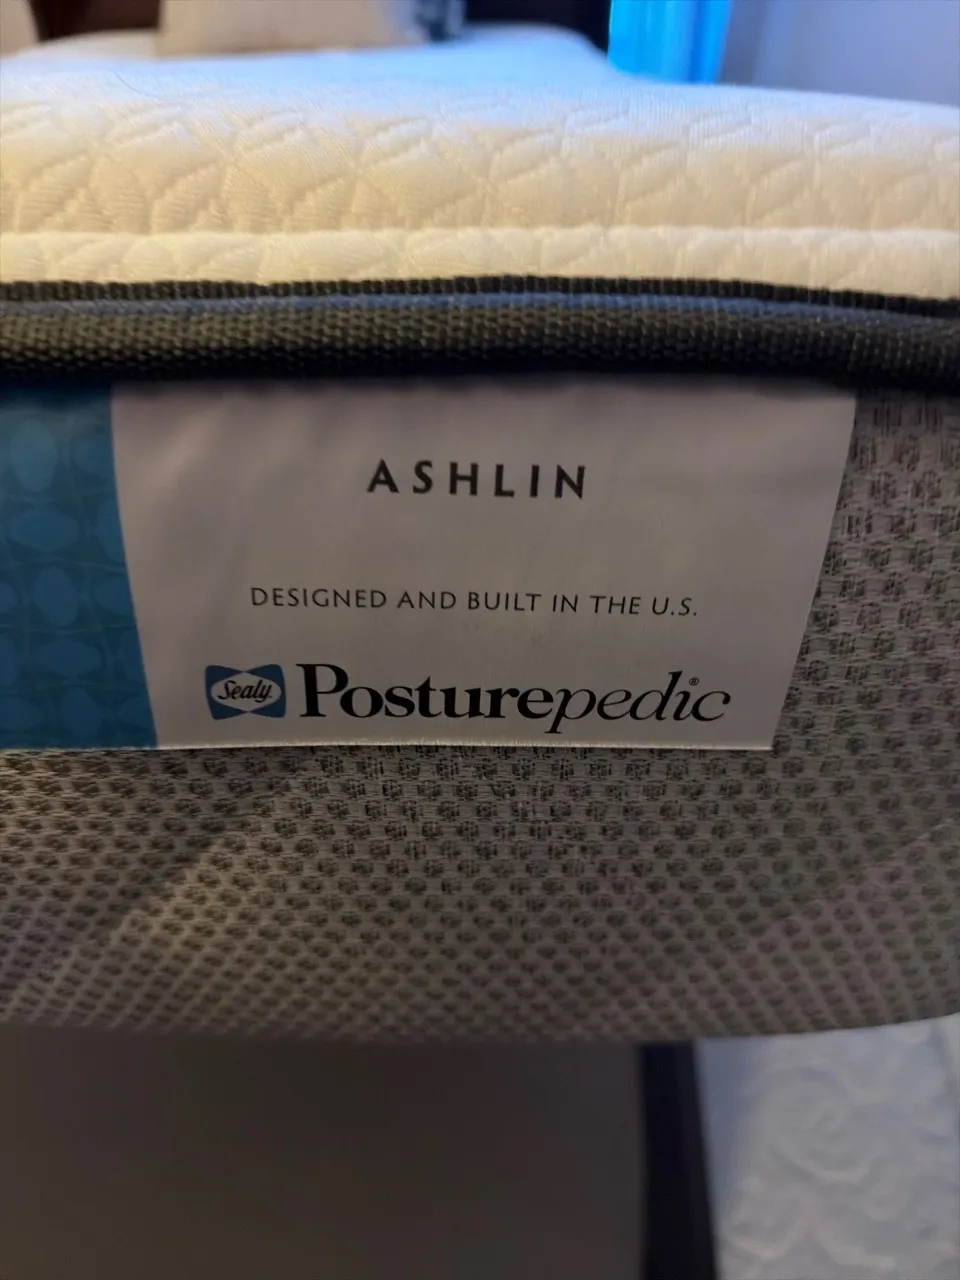 ASHLIN
DESIGNED AND BUILT IN THE U.S.
Sealy Posturepedic®